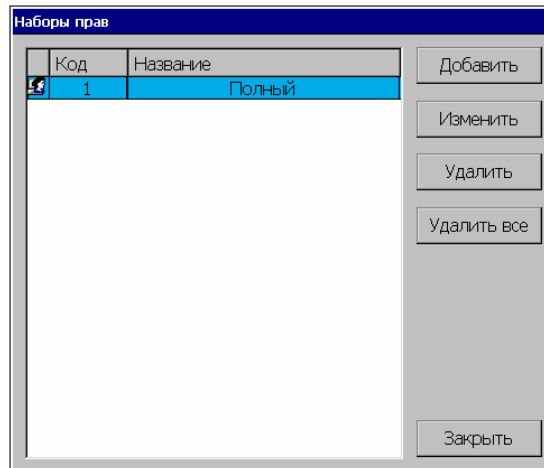 Наборы прав
Код Название
1 Полный
Добавить
Изменить
Удалить
Удалить все
Закрыть